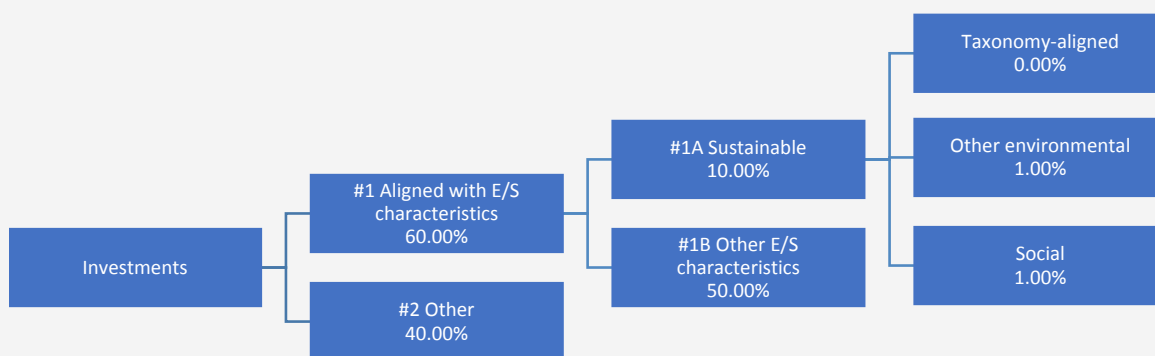 Investments
#1 Aligned with E/S
characteristics
60.00%
#2 Other
40.00%
#1A Sustainable
10.00%
#1B Other E/S
characteristics
50.00%
Taxonomy-aligned
0.00%
Other environmental
1.00%
Social
1.00%